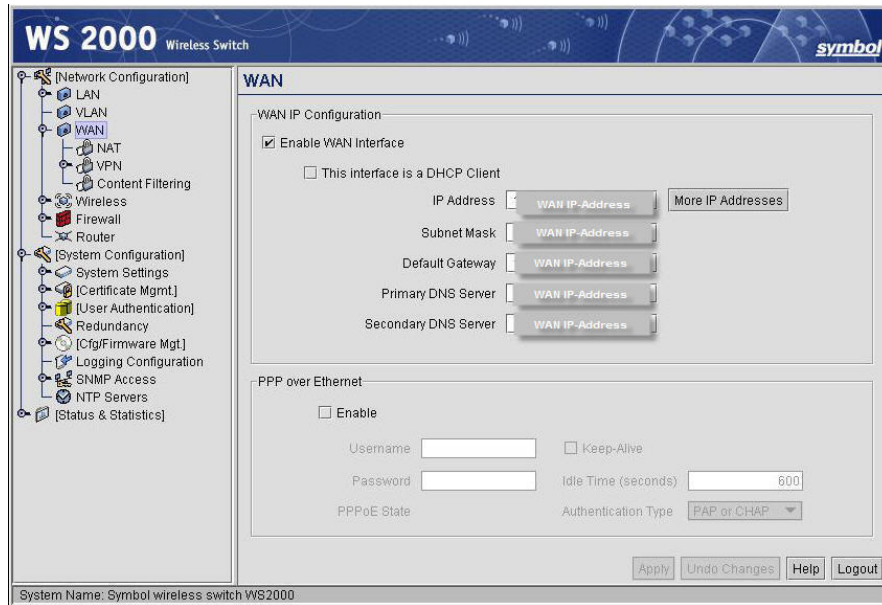 WS 2000 Wireless Switch
symbol
[Network Configuration]
LAN
VLAN
WAN
NAT
VPN
Content Filtering
Wireless
Firewall
Router
[System Configuration]
System Settings
[Certificate Mgmt.]
[User Authentication]
Redundancy
[Cfg/Firmware Mgt.]
Logging Configuration
SNMP Access
NTP Servers
[Status & Statistics]
WAN
WAN IP Configuration
Enable WAN Interface
This interface is a DHCP Client
IP Address WAN IP-Address More IP Addresses
Subnet Mask WAN IP-Address
Default Gateway WAN IP-Address
Primary DNS Server WAN IP-Address
Secondary DNS Server WAN IP-Address
PPP over Ethernet
Enable
Username Keep-Alive
Password Idle Time (seconds) 600
PPPoE State Authentication Type PAP or CHAP
Apply Undo Changes Help Logout
System Name: Symbol wireless switch WS2000